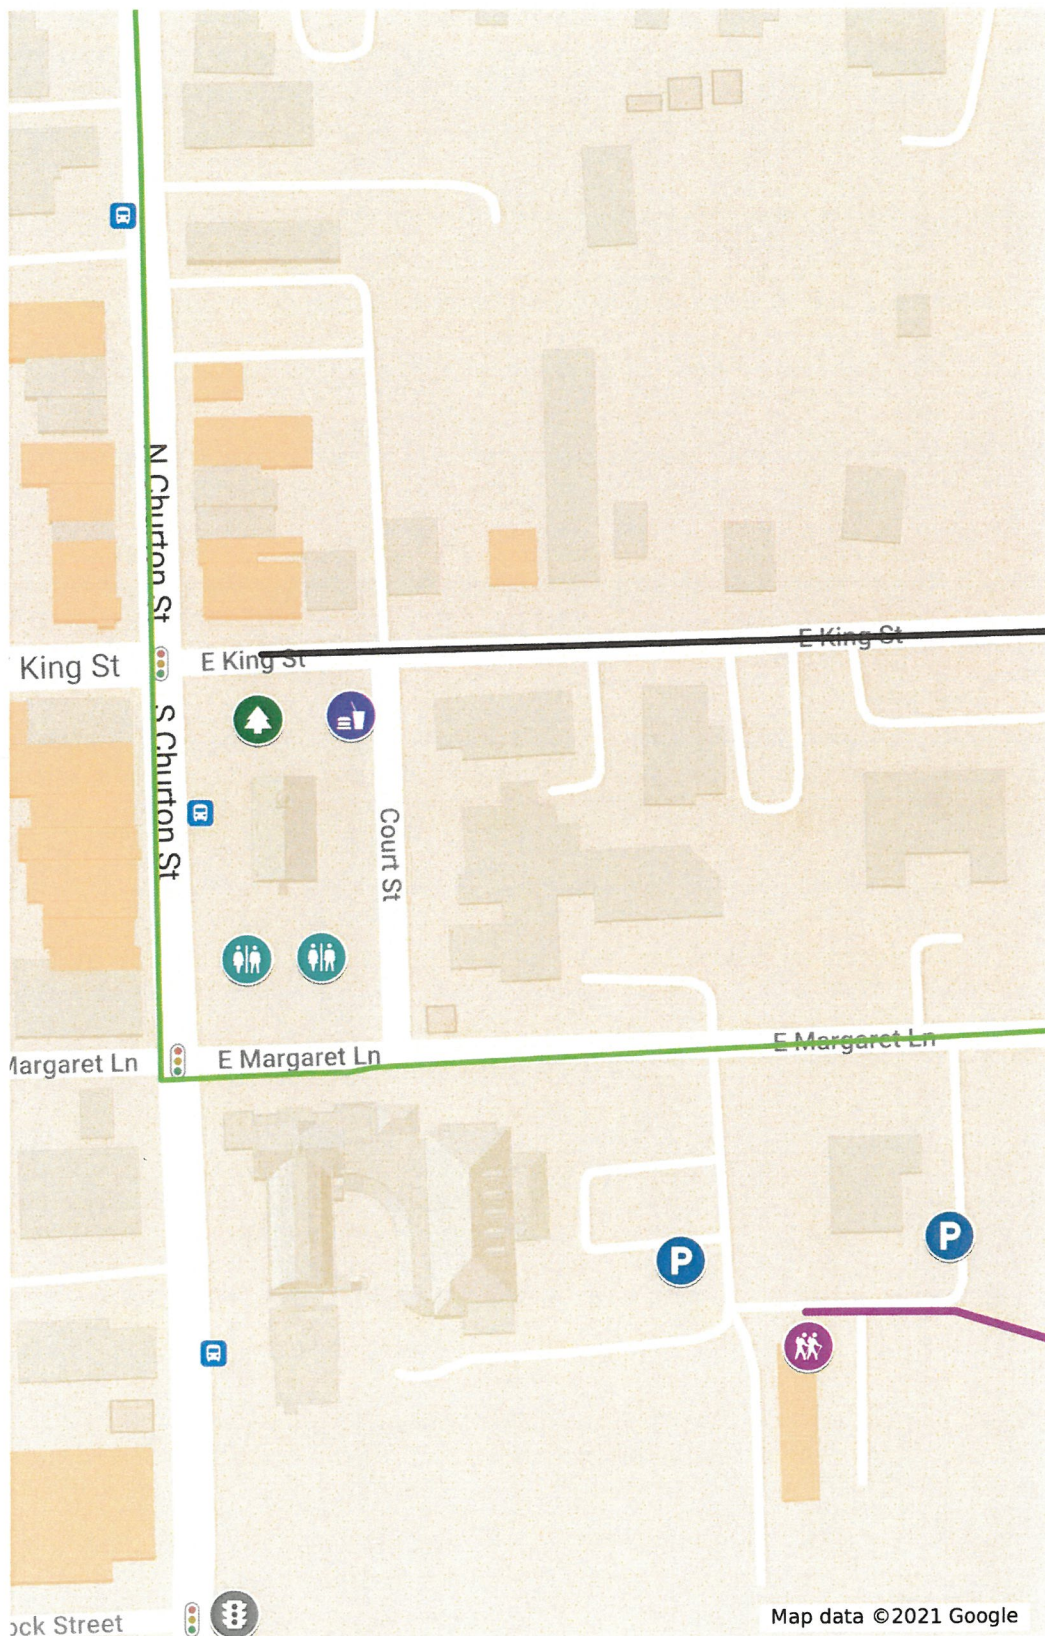 N Churton St
King St
E King St
E King St
S Churton St
Court St
Margaret Ln
E Margaret Ln
E Margaret Ln
P
P
ock Street
Map data ©2021 Google